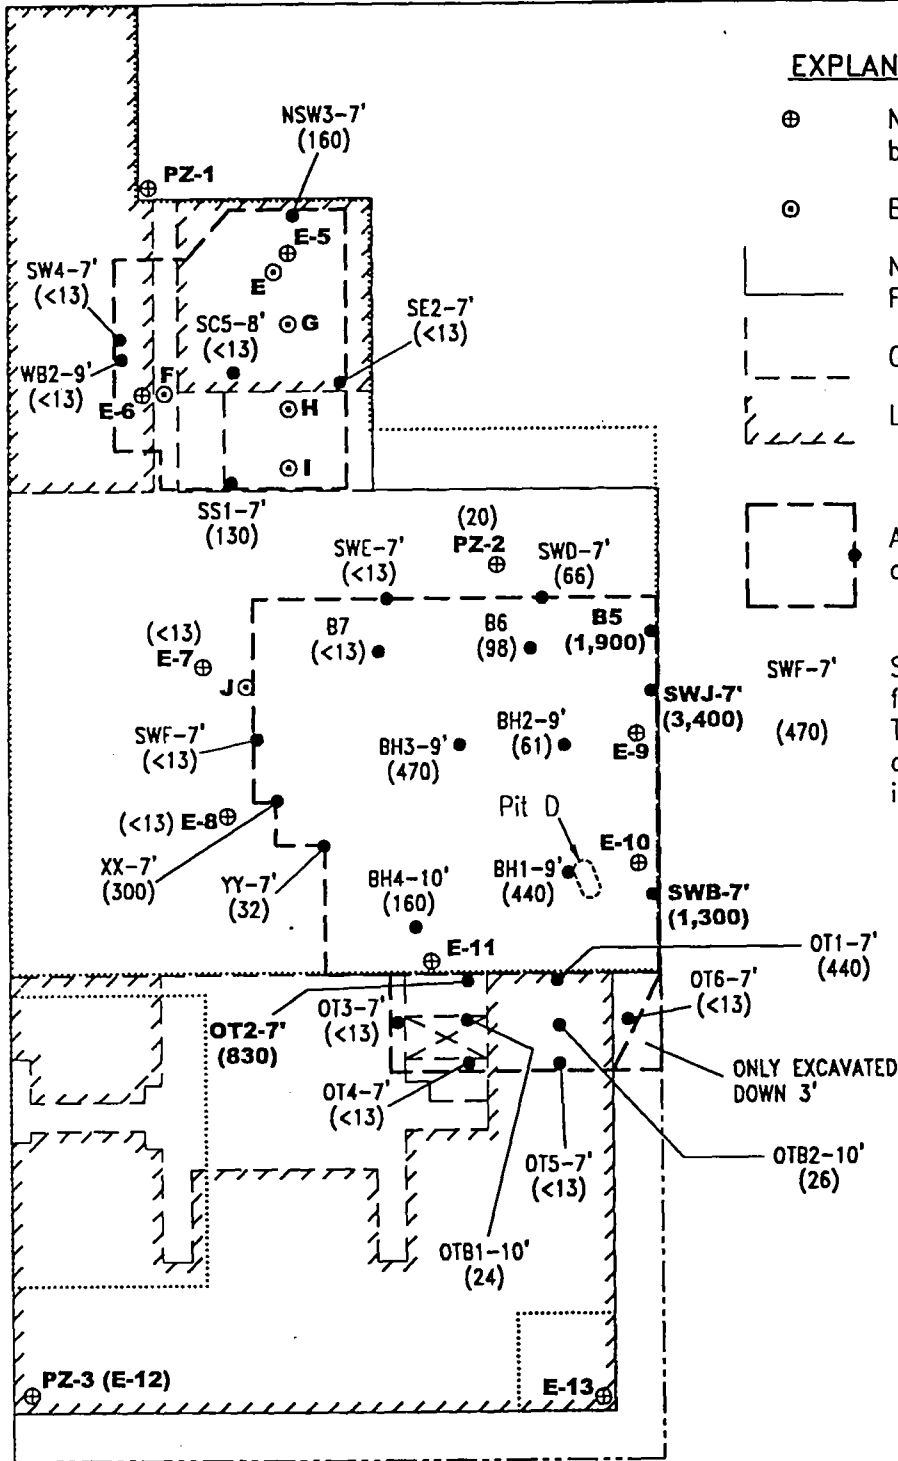 EXPLAN
N
b
B
N
F
G
L
A
c
SWF-7'
(470)
S
f
T
c
i
NSW3-7'
(160)
PZ-1
E-5
E
SW4-7'
(<13)
SC5-8'
(<13)
G
SE2-7'
(<13)
WB2-9'
(<13)
F
E-6
H
I
SS1-7'
(130)
(20)
PZ-2
SWE-7'
(<13)
SWD-7'
(66)
B7
(<13)
B6
(98)
B5
(1,900)
(<13)
E-7
J
SWJ-7'
(3,400)
SWF-7'
(<13)
BH3-9'
(470)
BH2-9'
(61)
E-9
Pit D
(<13) E-8
E-10
XX-7'
(300)
YY-7'
(32)
BH4-10'
(160)
BH1-9'
(440)
SWB-7'
(1,300)
E-11
OT1-7'
(440)
OT2-7'
(830)
OT3-7'
(<13)
OT6-7'
(<13)
OT4-7'
(<13)
ONLY EXCAVATED
DOWN 3'
OT5-7'
(<13)
OTB2-10'
(26)
OTB1-10'
(24)
PZ-3 (E-12)
E-13